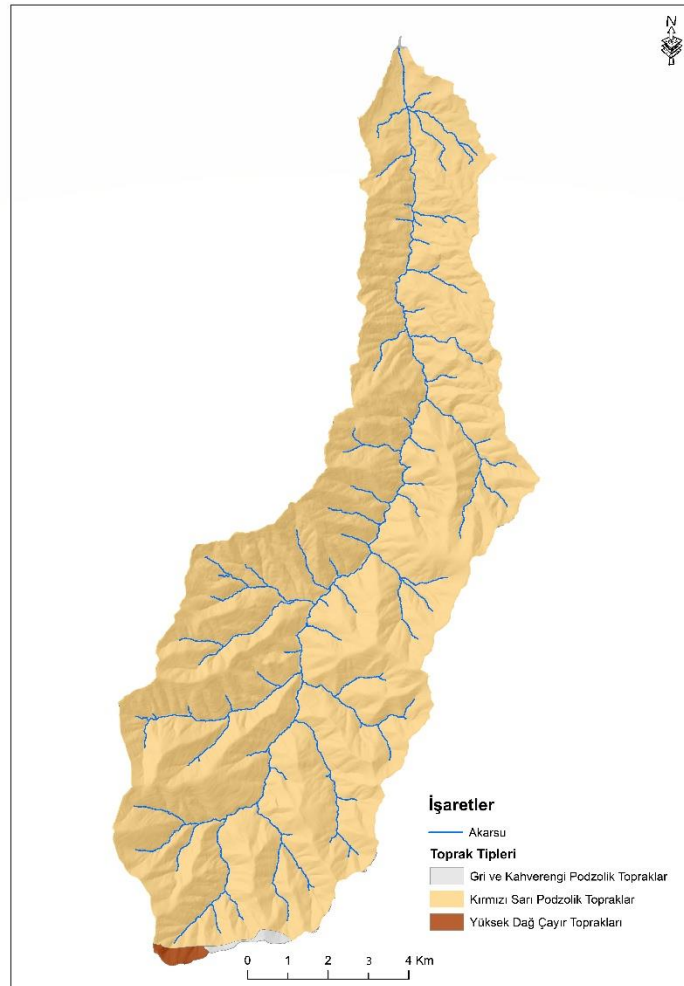 N
İşaretler
Akarsu
Toprak Tipleri
Gri ve Kahverengi Podzolik Topraklar
Kırmızı Sarı Podzolik Topraklar
Yüksek Dağ Çayır Toprakları
0 1 2 3 4 Km